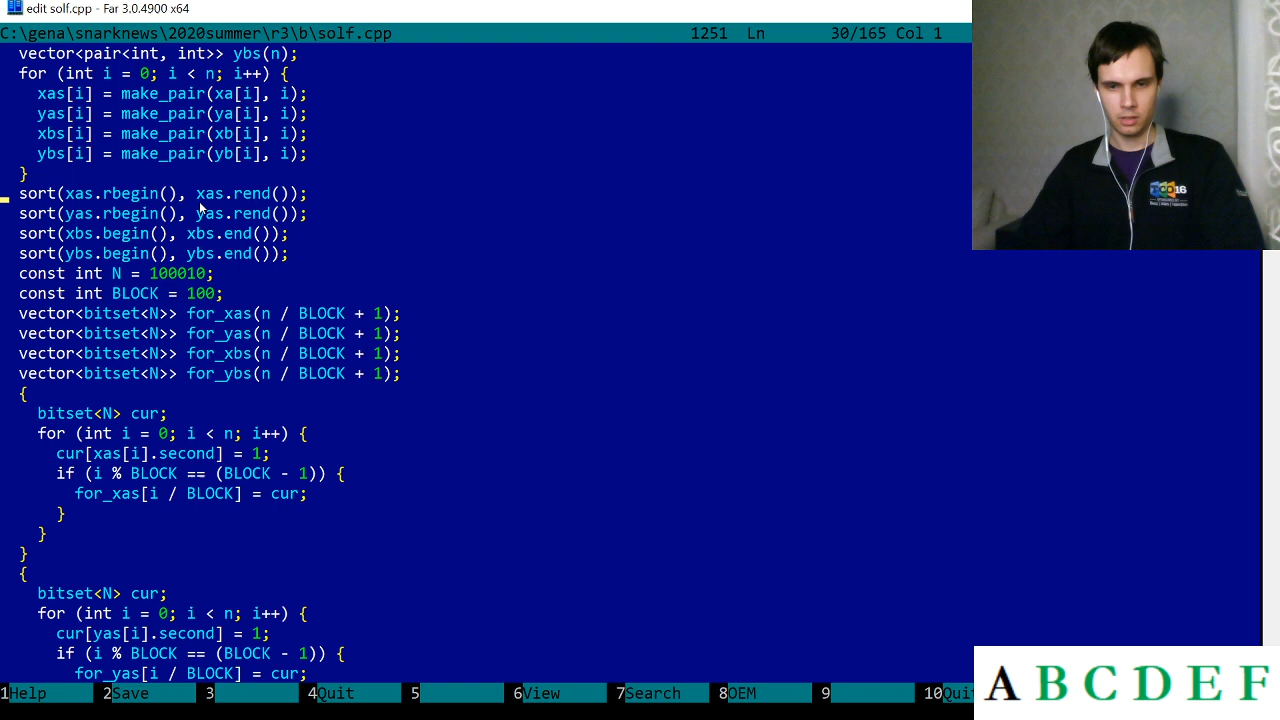 edit solf.cpp - Far 3.0.4900 x64
C:\gena\snarknews\2020summer\r3\b\solf.cpp 1251 Ln 30/165 Col 1
vector<pair<int, int>> ybs(n);
for (int i = 0; i < n; i++) {
xas[i] = make_pair(xa[i], i);
yas[i] = make_pair(ya[i], i);
xbs[i] = make_pair(xb[i], i);
ybs[i] = make_pair(yb[i], i);
}
sort(xas.rbegin(), xas.rend());
sort(yas.rbegin(), yas.rend());
sort(xbs.begin(), xbs.end());
sort(ybs.begin(), ybs.end());
const int N = 100010;
const int BLOCK = 100;
vector<bitset<N>> for_xas(n / BLOCK + 1);
vector<bitset<N>> for_yas(n / BLOCK + 1);
vector<bitset<N>> for_xbs(n / BLOCK + 1);
vector<bitset<N>> for_ybs(n / BLOCK + 1);
{
bitset<N> cur;
for (int i = 0; i < n; i++) {
cur[xas[i].second] = 1;
if (i % BLOCK == (BLOCK - 1)) {
for_xas[i / BLOCK] = cur;
}
}
}
{
bitset<N> cur;
for (int i = 0; i < n; i++) {
cur[yas[i].second] = 1;
if (i % BLOCK == (BLOCK - 1)) {
for_yas[i / BLOCK] = cur;
1Help 2Save 3 4Quit 5 6View 7Search 8OEM 9 10Qui
A B C D E F